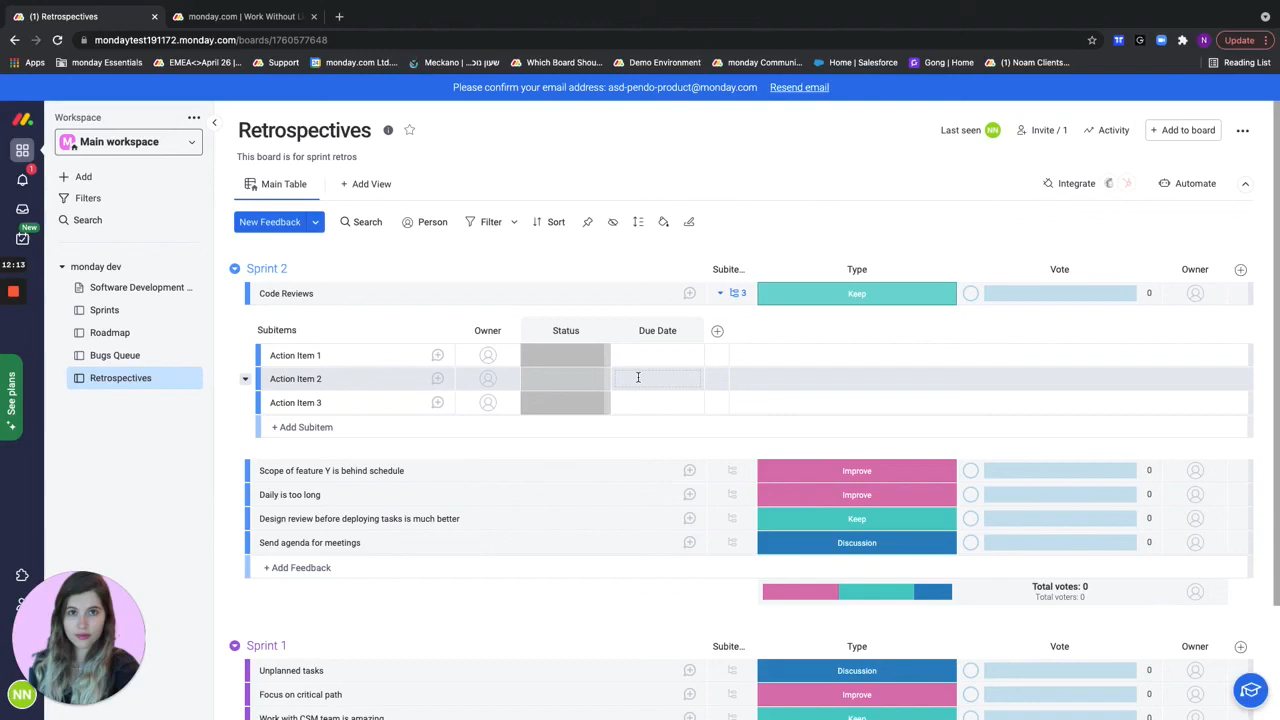 (1) Retrospectives
monday.com | Work Without Li
mondaytest191172.monday.com/boards/1760577648
N
Update
Apps
monday Essentials
EMEA<>April 26 (...
Support
monday.com Ltd....
Meckano – שעון נוכ...
Which Board Shou...
Demo Environment
monday Communi...
Home | Salesforce
Gong | Home
(1) Noam Clients...
Reading List
Please confirm your email address: asd-pendo-product@monday.com Resend email
Workspace
M Main workspace
Add
Filters
Search
monday dev
Software Development ...
Sprints
Roadmap
Bugs Queue
Retrospectives
1
New
12:13
See plans
NN
Retrospectives
This board is for sprint retros
Last seen NN
Invite / 1
Activity
+ Add to board
Main Table
+ Add View
Integrate
Automate
New Feedback
Search
Person
Filter
Sort
Sprint 2 Subite... Type Vote Owner
Code Reviews 3 Keep 0
Subitems Owner Status Due Date
Action Item 1
Action Item 2
Action Item 3
+ Add Subitem
Scope of feature Y is behind schedule Improve 0
Daily is too long Improve 0
Design review before deploying tasks is much better Keep 0
Send agenda for meetings Discussion 0
+ Add Feedback
Total votes: 0
Total voters: 0
Sprint 1 Subite... Type Vote Owner
Unplanned tasks Discussion 0
Focus on critical path Improve 0
Work with CSM team is amazing Keep 0